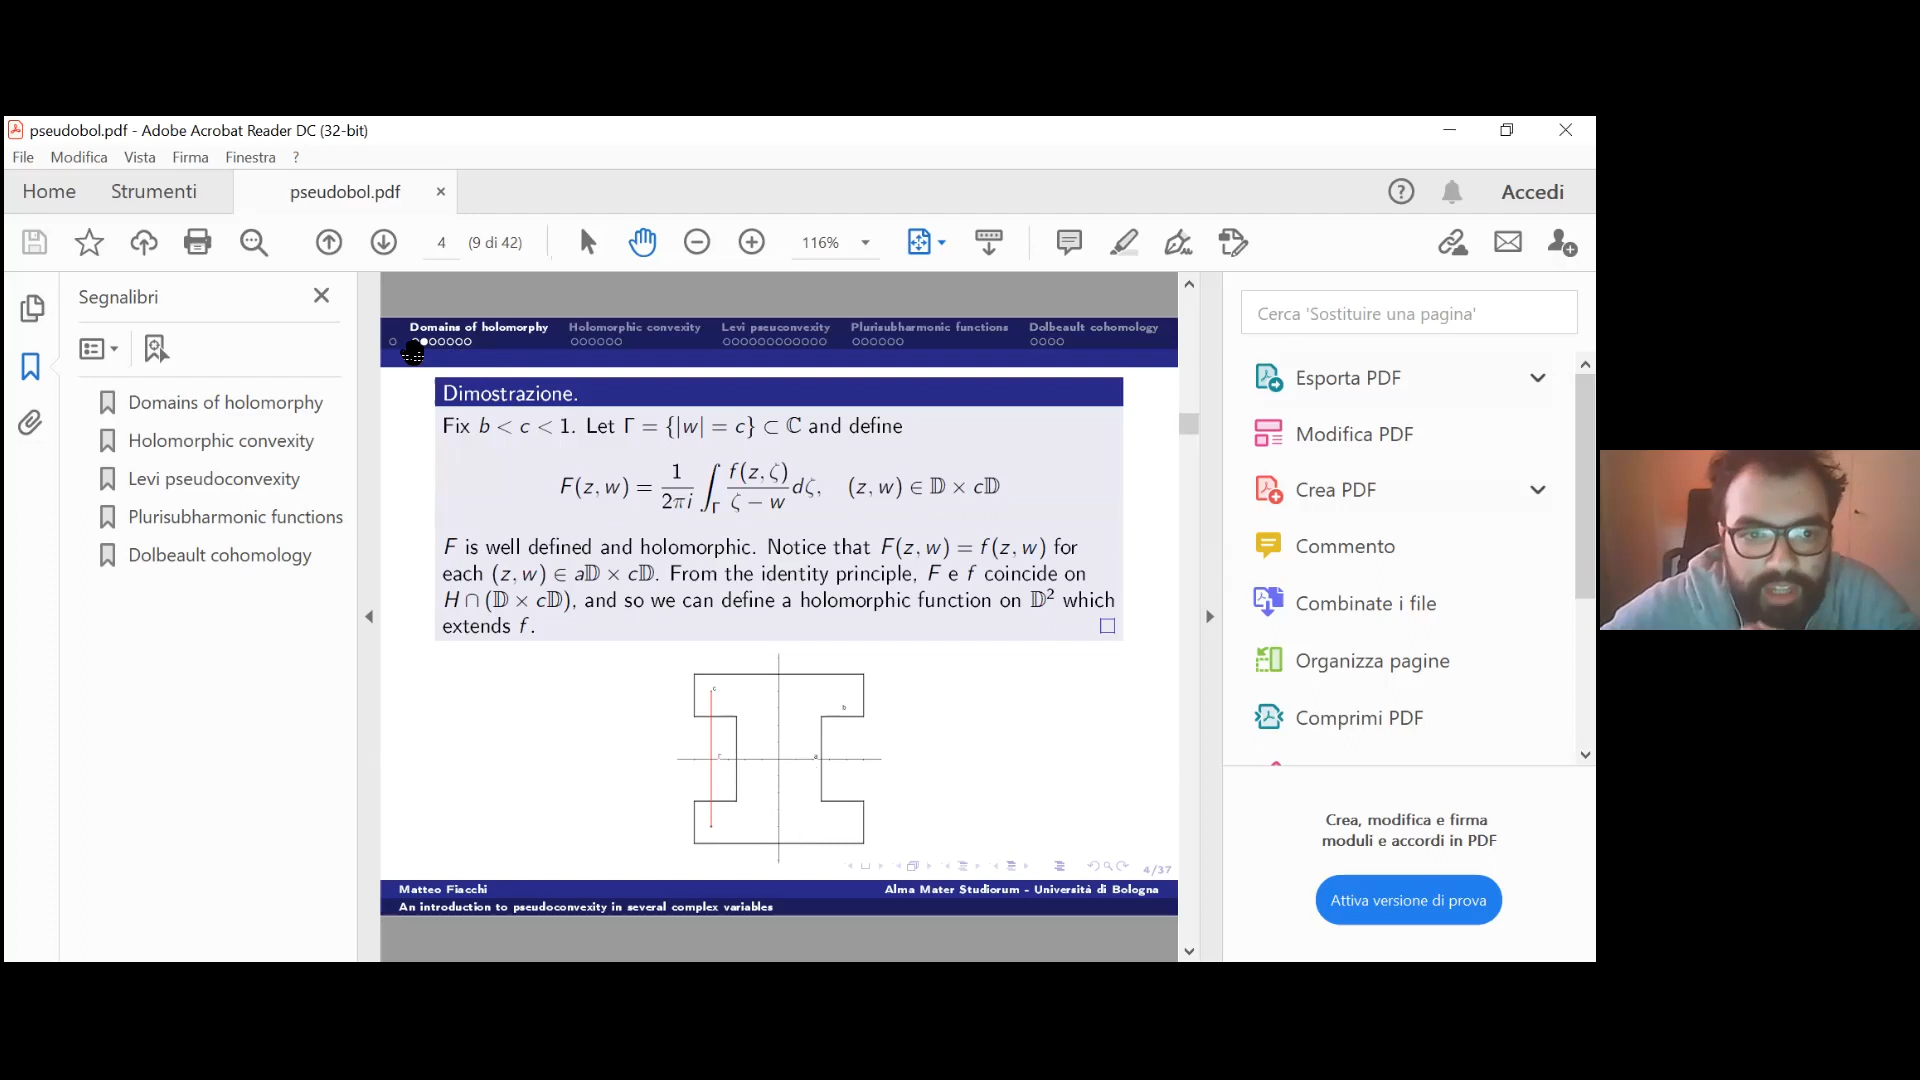 pseudobol.pdf - Adobe Acrobat Reader DC (32-bit)
File Modifica Vista Firma Finestra ?
Home Strumenti pseudobol.pdf × Accedi
4 (9 di 42) 116%
Segnalibri
Domains of holomorphy
Holomorphic convexity
Levi pseudoconvexity
Plurisubharmonic functions
Dolbeault cohomology
Domains of holomorphy Holomorphic convexity Levi pseuconvexity Plurisubharmonic functions Dolbeault cohomology
Dimostrazione.
Fix b < c < 1. Let Γ = {|w| = c} ⊂ ℂ and define
F(z, w) = 1/2πi ∫_Γ f(z, ζ)/ζ − w dζ, (z, w) ∈ 𝔻 × c𝔻
F is well defined and holomorphic. Notice that F(z, w) = f(z, w) for
each (z, w) ∈ a𝔻 × c𝔻. From the identity principle, F e f coincide on
H ∩ (𝔻 × c𝔻), and so we can define a holomorphic function on 𝔻² which
extends f. □
c
b
Γ a
4/37
Matteo Fiacchi Alma Mater Studiorum - Università di Bologna
An introduction to pseudoconvexity in several complex variables
Cerca 'Sostituire una pagina'
Esporta PDF
Modifica PDF
Crea PDF
Commento
Combinate i file
Organizza pagine
Comprimi PDF
Crea, modifica e firma
moduli e accordi in PDF
Attiva versione di prova